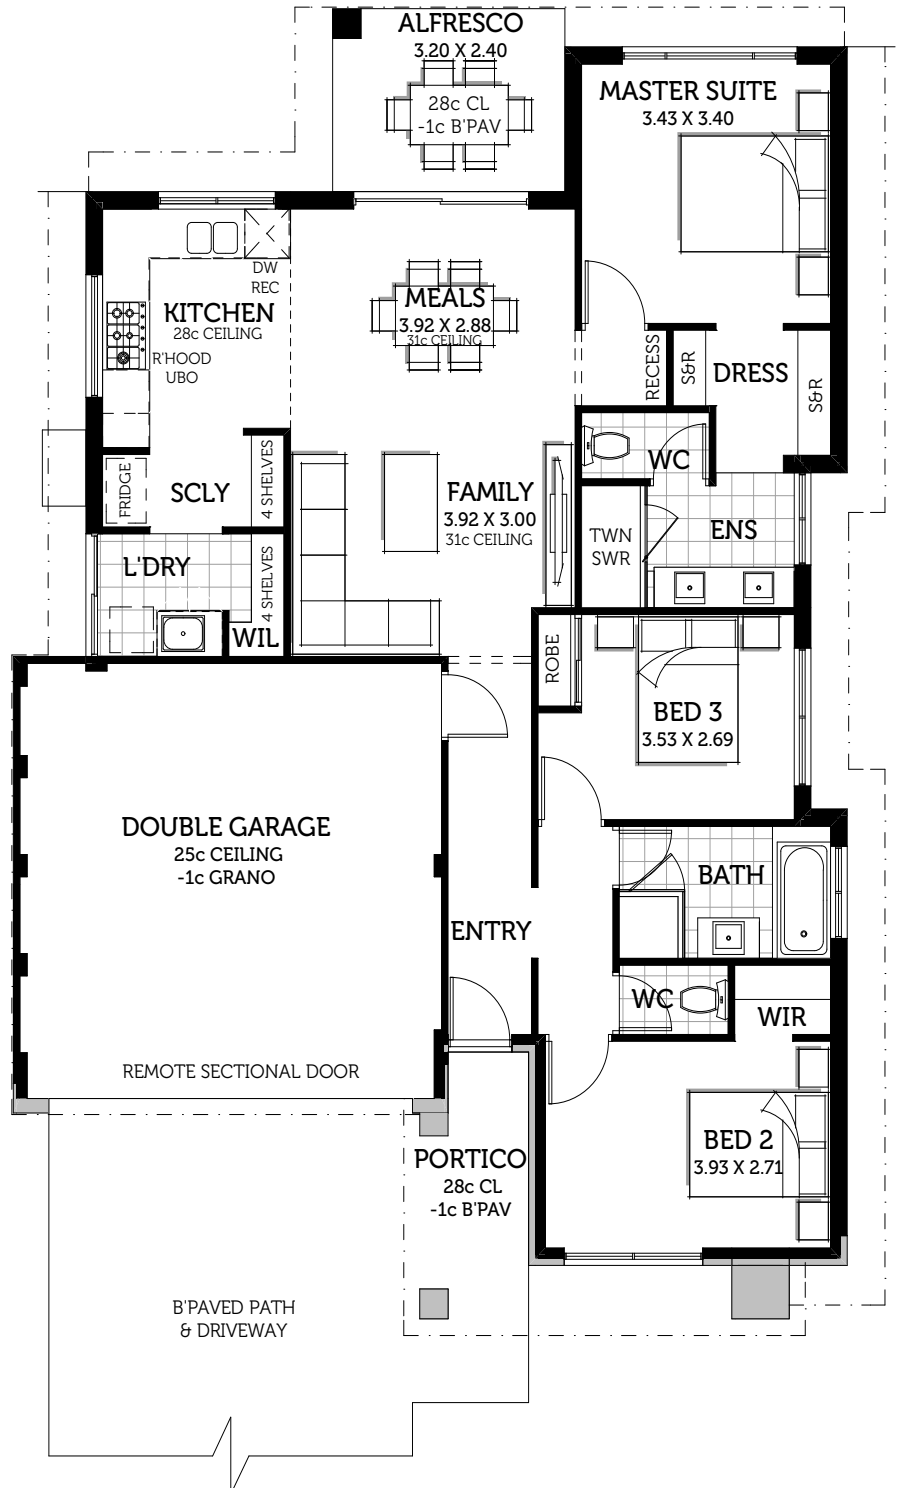 ALFRESCO
3.20 X 2.40
28c CL
-1c B'PAV
MASTER SUITE
3.43 X 3.40
DW
REC
KITCHEN
28c CEILING
R'HOOD
UBO
MEALS
3.92 X 2.88
31c CEILING
RECESS
S&R
DRESS
S&R
FRIDGE
SCLY
4 SHELVES
FAMILY
3.92 X 3.00
31c CEILING
WC
TWN
SWR
ENS
L'DRY
4 SHELVES
WIL
ROBE
BED 3
3.53 X 2.69
DOUBLE GARAGE
25c CEILING
-1c GRANO
BATH
ENTRY
WC
WIR
REMOTE SECTIONAL DOOR
BED 2
3.93 X 2.71
PORTICO
28c CL
-1c B'PAV
B'PAVED PATH
& DRIVEWAY